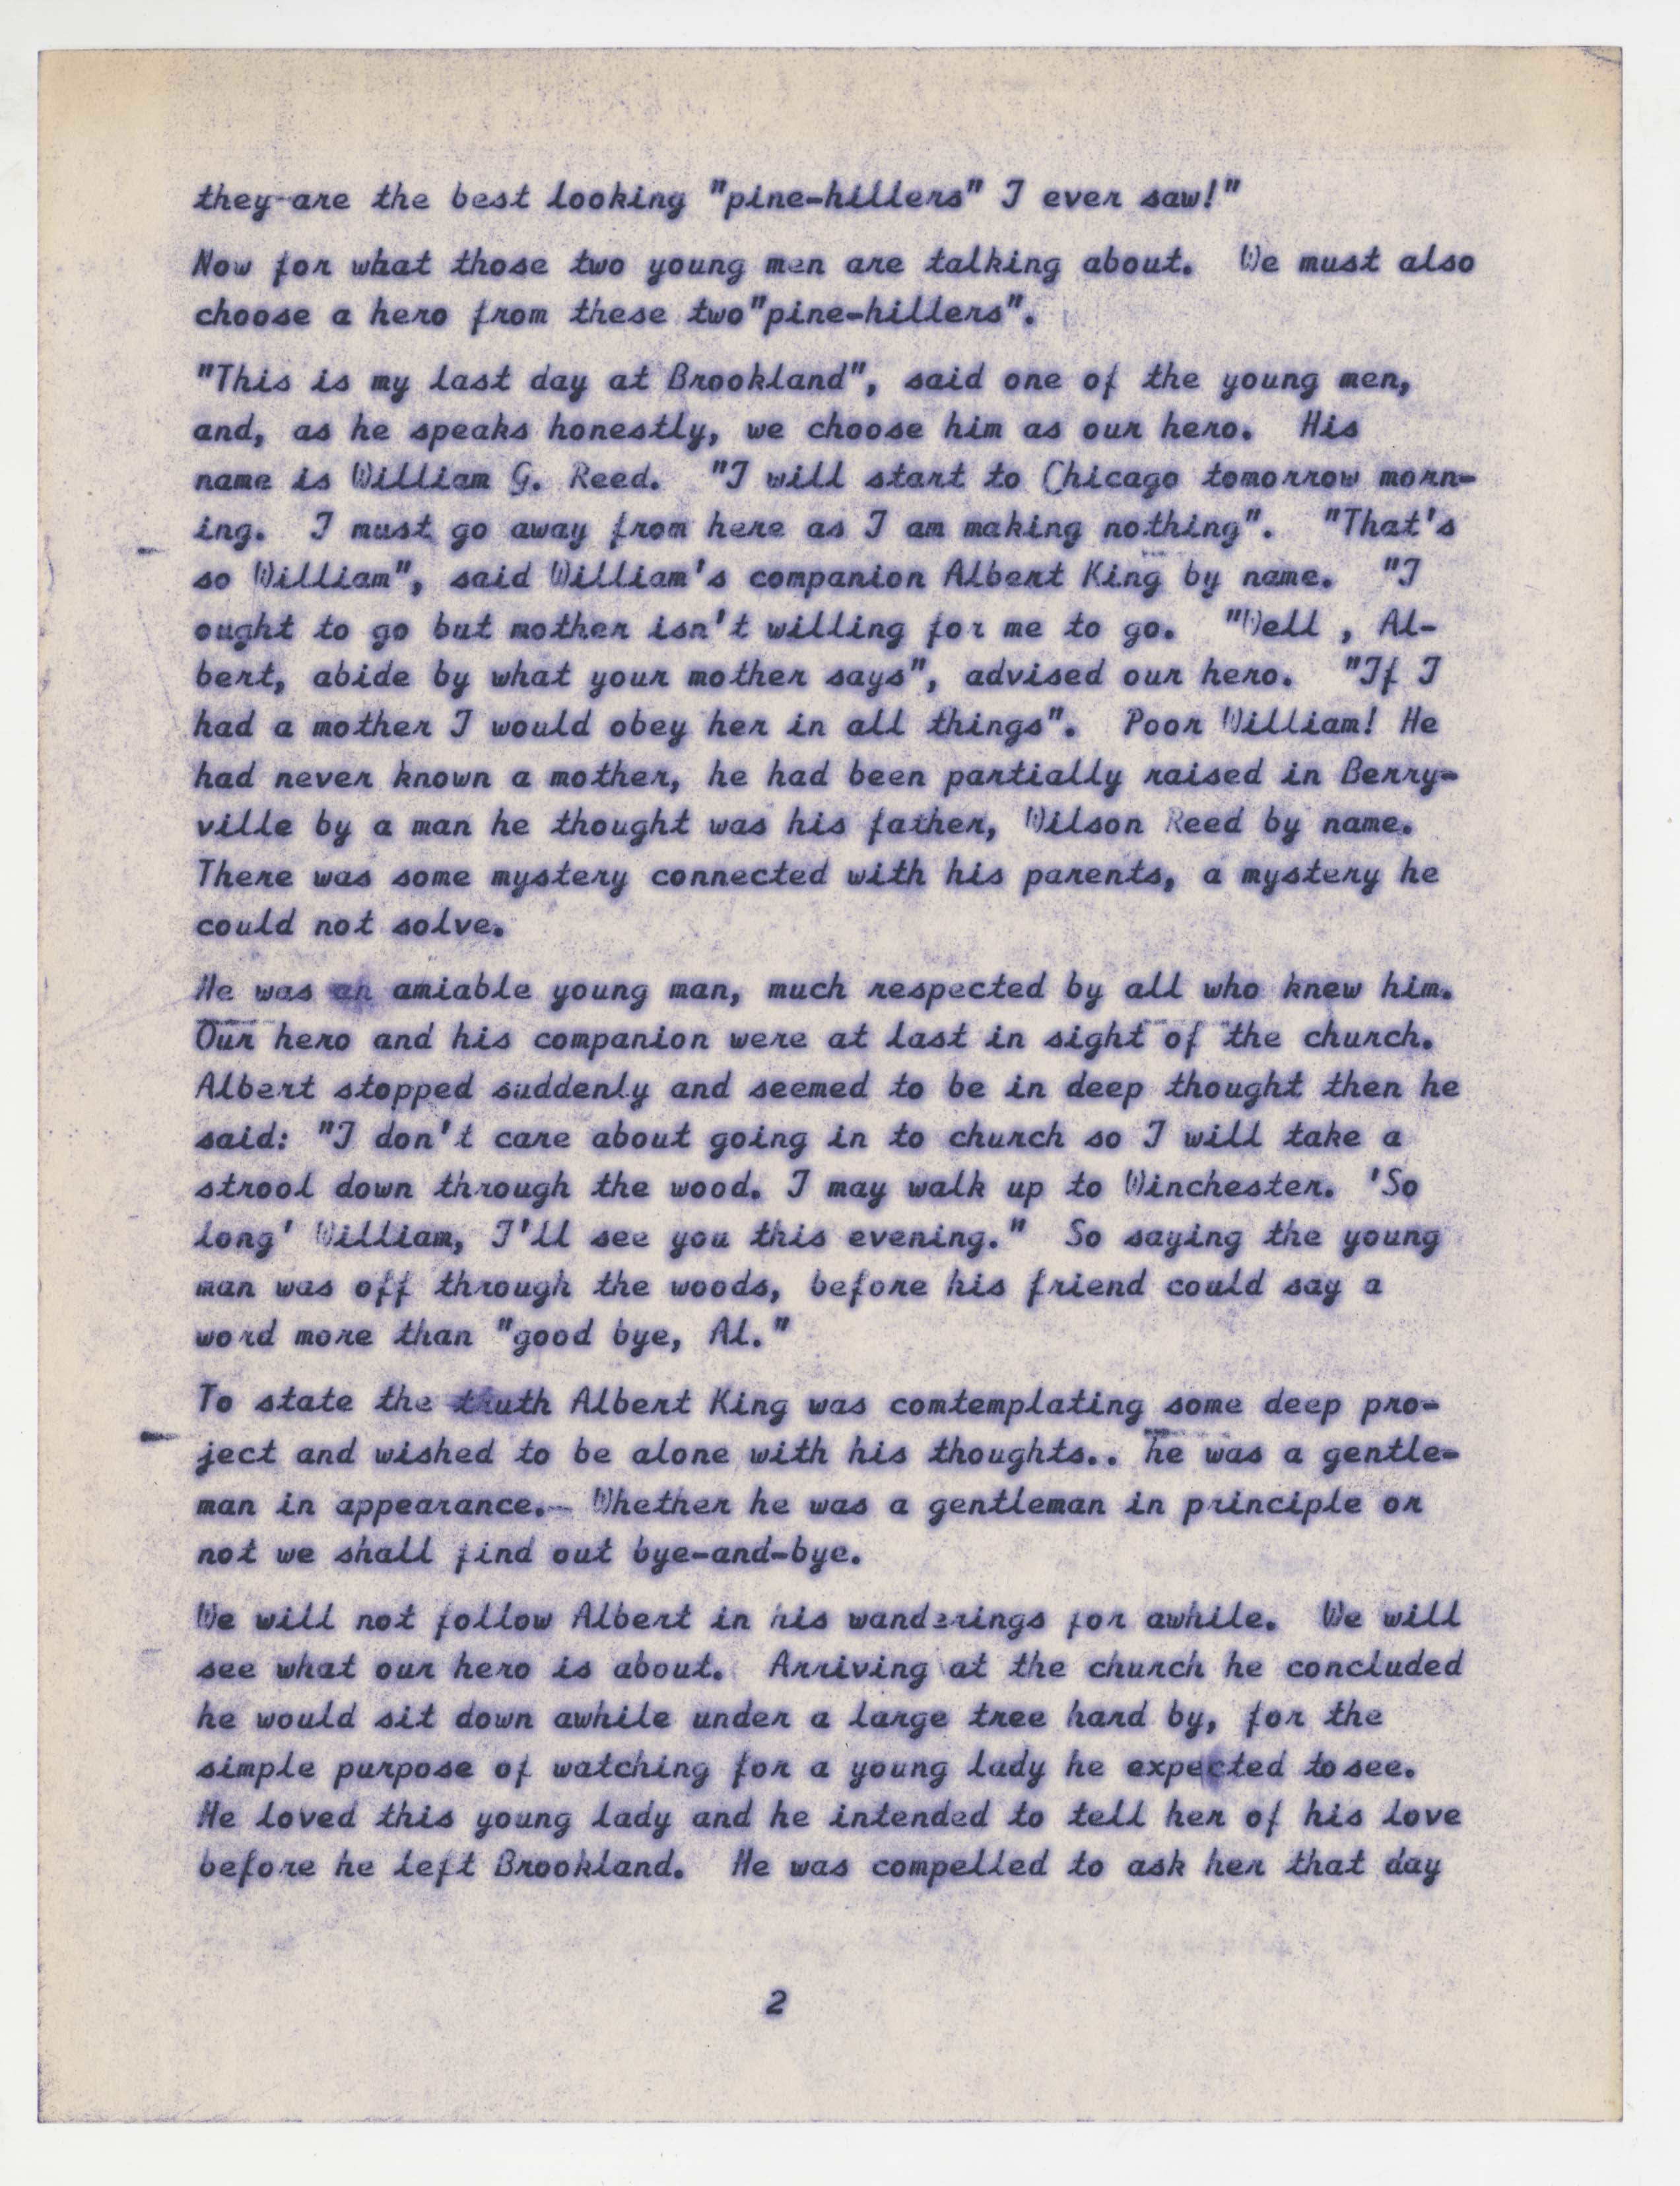 they are the best looking "pine-hillers" I ever saw!"
Now for what those two young men are talking about. We must also
choose a hero from these two"pine-hillers".
"This is my last day at Brookland", said one of the young men,
and, as he speaks honestly, we choose him as our hero. His
name is William G. Reed. "I will start to Chicago tomorrow morn-
ing. I must go away from here as I am making nothing". "That's
so William", said William's companion Albert King by name. "I
ought to go but mother isn't willing for me to go. "Well , Al-
bert, abide by what your mother says", advised our hero. "If I
had a mother I would obey her in all things". Poor William! He
had never known a mother, he had been partially raised in Berry-
ville by a man he thought was his father, Wilson Reed by name.
There was some mystery connected with his parents, a mystery he
could not solve.
He was an amiable young man, much respected by all who knew him.
Our hero and his companion were at last in sight of the church.
Albert stopped suddenly and seemed to be in deep thought then he
said: "I don't care about going in to church so I will take a
strool down through the wood. I may walk up to Winchester. 'So
long' William, I'll see you this evening." So saying the young
man was off through the woods, before his friend could say a
word more than "good bye, Al."
To state the truth Albert King was comtemplating some deep pro-
ject and wished to be alone with his thoughts.. he was a gentle-
man in appearance.- Whether he was a gentleman in principle or
not we shall find out bye-and-bye.
We will not follow Albert in his wanderings for awhile. We will
see what our hero is about. Arriving at the church he concluded
he would sit down awhile under a large tree hard by, for the
simple purpose of watching for a young lady he expected to see.
He loved this young lady and he intended to tell her of his love
before he left Brookland. He was compelled to ask her that day
2